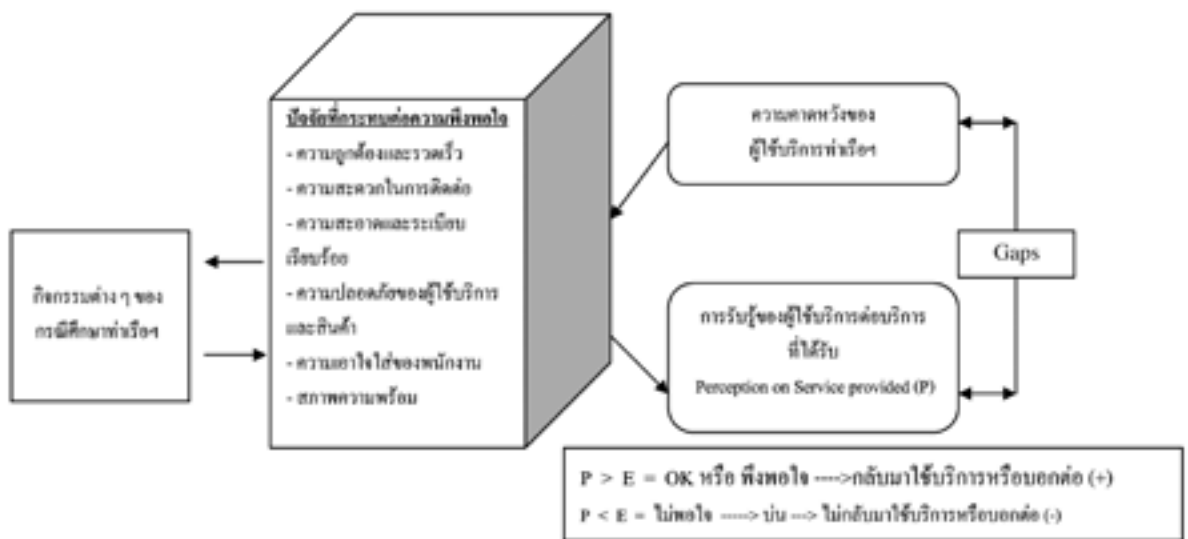 กิจกรรมต่าง ๆ ของ
กรณีศึกษาท่าเรือฯ
ปัจจัยที่กระทบต่อความพึงพอใจ
- ความถูกต้องและรวดเร็ว
- ความสะดวกในการติดต่อ
- ความสะอาดและระเบียบ
เรียบร้อย
- ความปลอดภัยของผู้ใช้บริการ
และสินค้า
- ความเอาใจใส่ของพนักงาน
- สภาพความพร้อม
ความคาดหวังของ
ผู้ใช้บริการท่าเรือฯ
Gaps
การรับรู้ของผู้ใช้บริการต่อบริการ
ที่ได้รับ
Perception on Service provided (P)
P > E = OK หรือ พึงพอใจ ---->กลับมาใช้บริการหรือบอกต่อ (+)
P < E = ไม่พอใจ -----> บ่น ---> ไม่กลับมาใช้บริการหรือบอกต่อ (-)